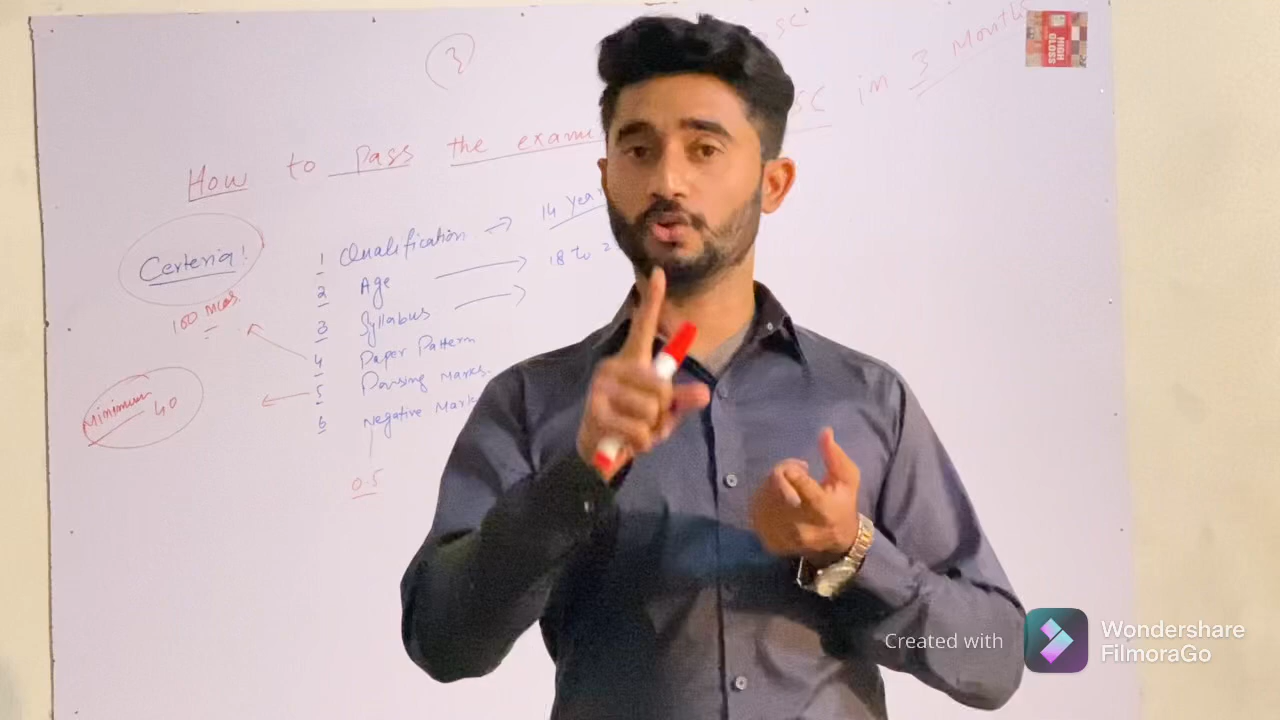 3
How to pass the exam in 3 Months
Certeria!
1 Qualification → 14 Year
2 Age → 18 to 2
3 Syllabus →
4 Paper Pattern
5 Passing Marks.
6 Negative Mark
100 MCQs
Minimum 40
0.5
HIGH
GLOSS
Created with
Wondershare
FilmoraGo